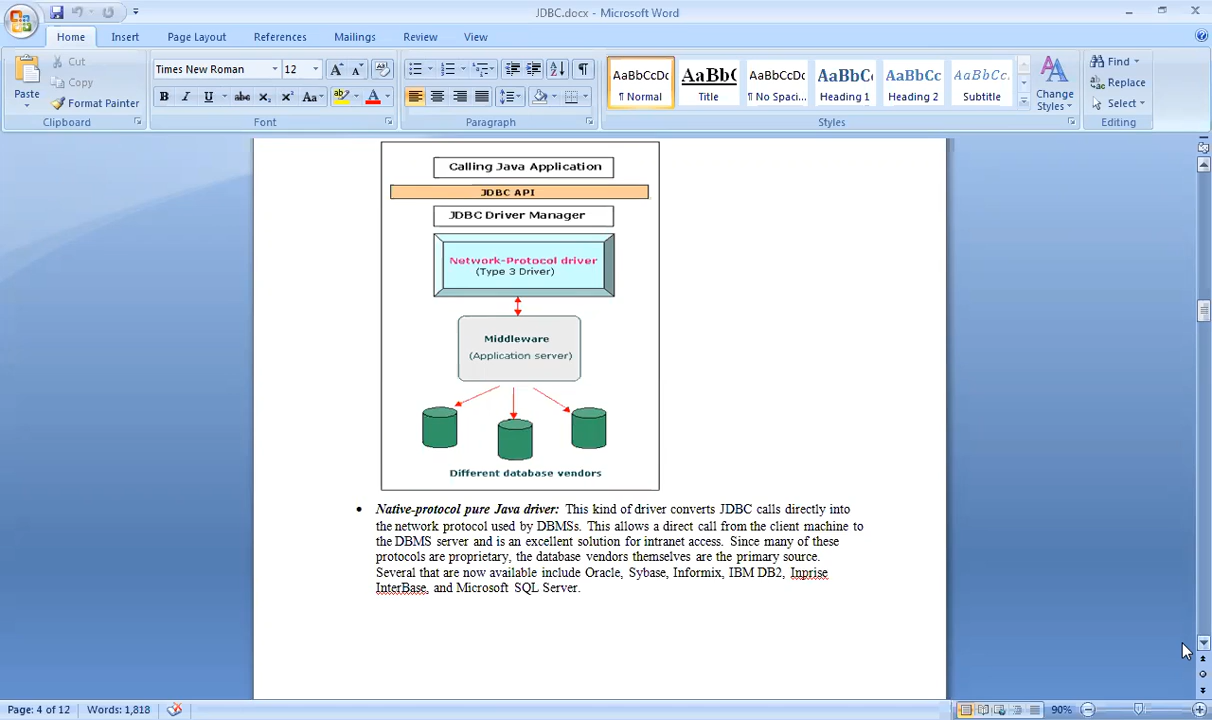 JDBC.docx - Microsoft Word
Home Insert Page Layout References Mailings Review View
Paste
Cut
Copy
Format Painter
Clipboard
Times New Roman 12
B I U abc x₂ x² Aa
Font
Paragraph
AaBbCcDc AaBbC AaBbCcDc AaBbC AaBbCc AaBbCc.
¶ Normal Title ¶ No Spaci... Heading 1 Heading 2 Subtitle
Change
Styles
Styles
Find
Replace
Select
Editing
Calling Java Application
JDBC API
JDBC Driver Manager
Network-Protocol driver
(Type 3 Driver)
Middleware
(Application server)
Different database vendors
• Native-protocol pure Java driver: This kind of driver converts JDBC calls directly into
the network protocol used by DBMSs. This allows a direct call from the client machine to
the DBMS server and is an excellent solution for intranet access. Since many of these
protocols are proprietary, the database vendors themselves are the primary source.
Several that are now available include Oracle, Sybase, Informix, IBM DB2, Inprise
InterBase, and Microsoft SQL Server.
Page: 4 of 12 Words: 1,818 90%